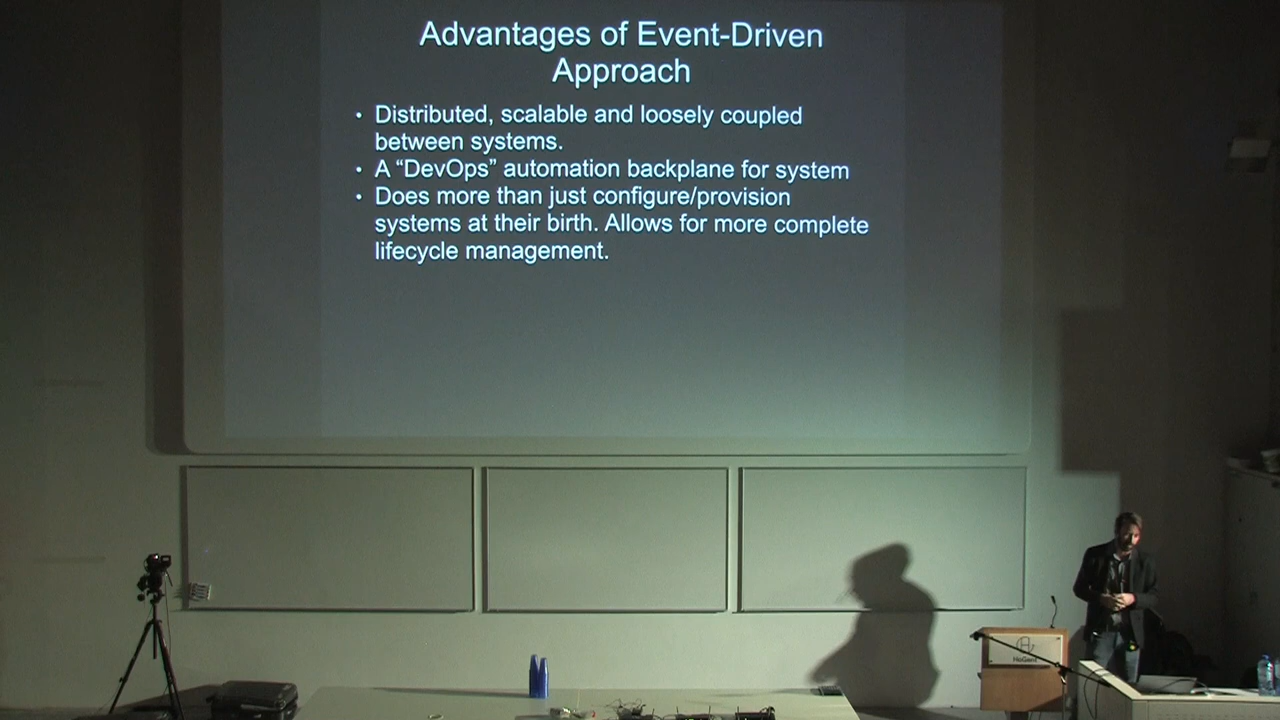 Advantages of Event-Driven
Approach
• Distributed, scalable and loosely coupled
between systems.
• A “DevOps” automation backplane for system
• Does more than just configure/provision
systems at their birth. Allows for more complete
lifecycle management.
HoGent